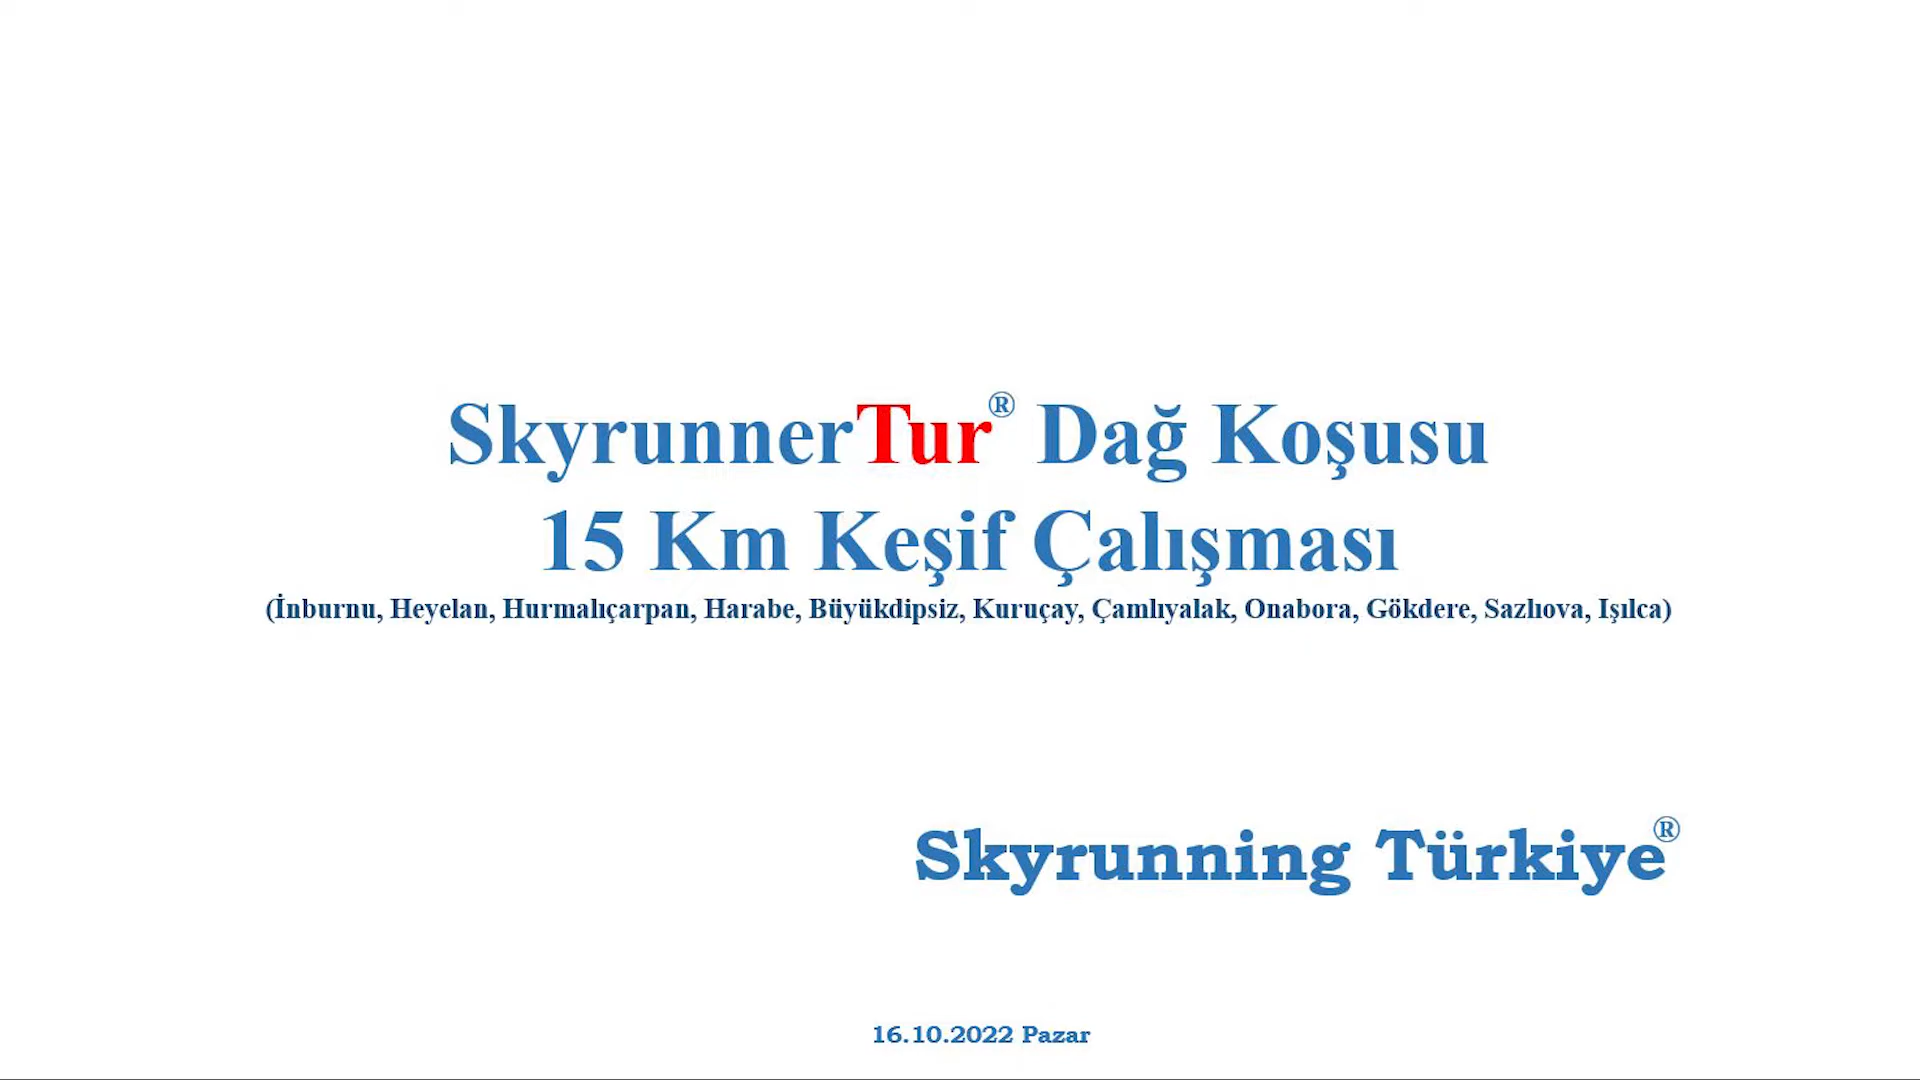 SkyrunnerTur® Dağ Koşusu
15 Km Keşif Çalışması
(İnburnu, Heyelan, Hurmalıçarpan, Harabe, Büyükdipsiz, Kuruçay, Çamlıyalak, Onabora, Gökdere, Sazlıova, Işılca)
Skyrunning Türkiye®
16.10.2022 Pazar